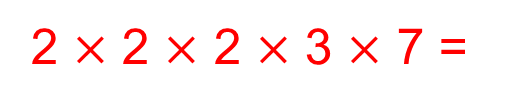 2 × 2 × 2 × 3 × 7 =